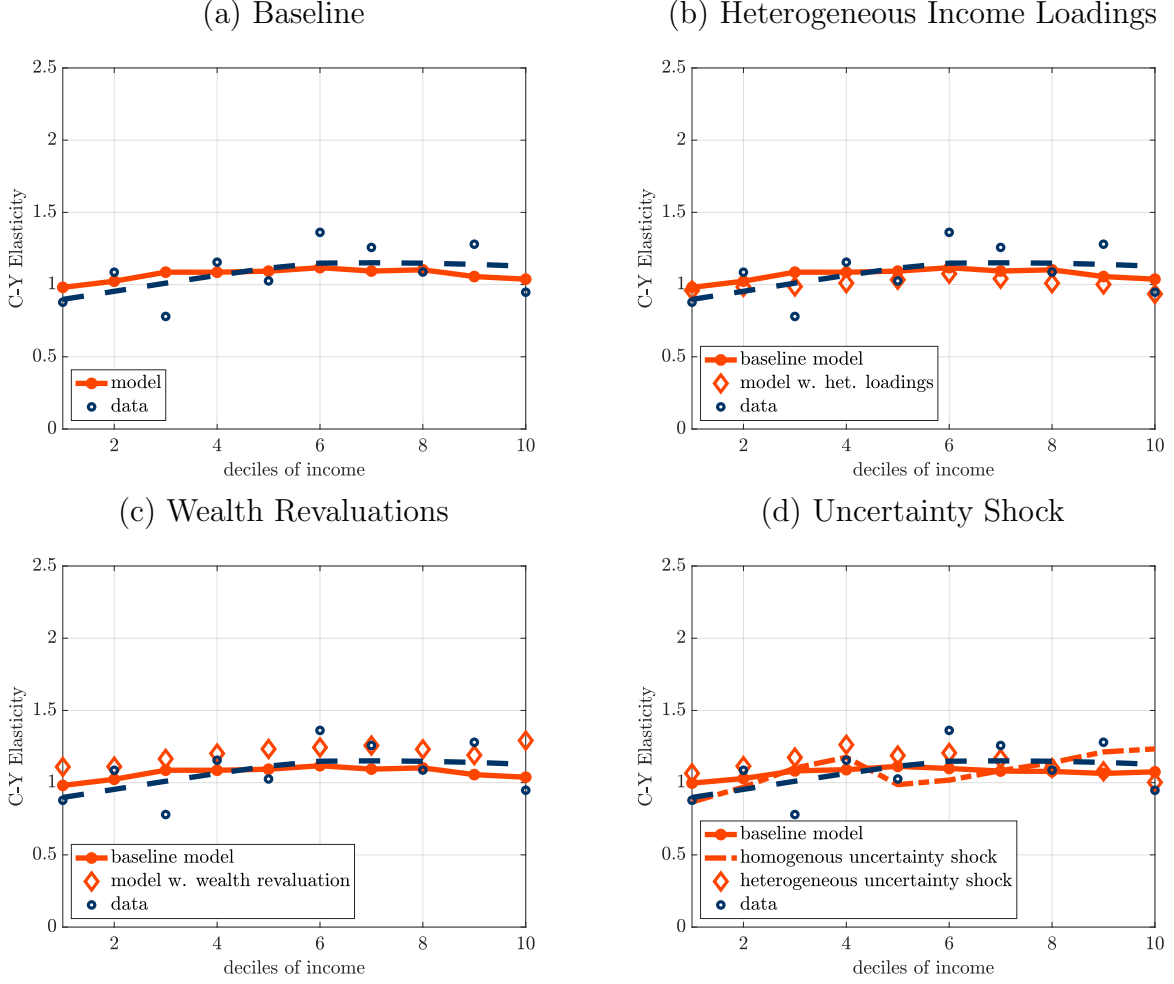 (a) Baseline
2.5
2
1.5
1
0.5
0
C-Y Elasticity
model
data
2 4 6 8 10
deciles of income
(b) Heterogeneous Income Loadings
2.5
2
1.5
1
0.5
0
C-Y Elasticity
baseline model
model w. het. loadings
data
2 4 6 8 10
deciles of income
(c) Wealth Revaluations
2.5
2
1.5
1
0.5
0
C-Y Elasticity
baseline model
model w. wealth revaluation
data
2 4 6 8 10
deciles of income
(d) Uncertainty Shock
2.5
2
1.5
1
0.5
0
C-Y Elasticity
baseline model
homogenous uncertainty shock
heterogeneous uncertainty shock
data
2 4 6 8 10
deciles of income